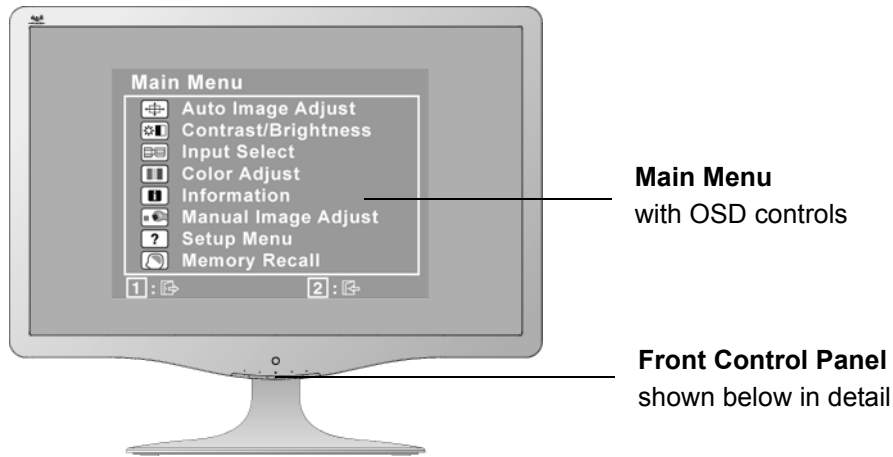 Main Menu
Auto Image Adjust
Contrast/Brightness
Input Select
Color Adjust
Information
Manual Image Adjust
? Setup Menu
Memory Recall
1 : 2 :
Main Menu
with OSD controls
Front Control Panel
shown below in detail